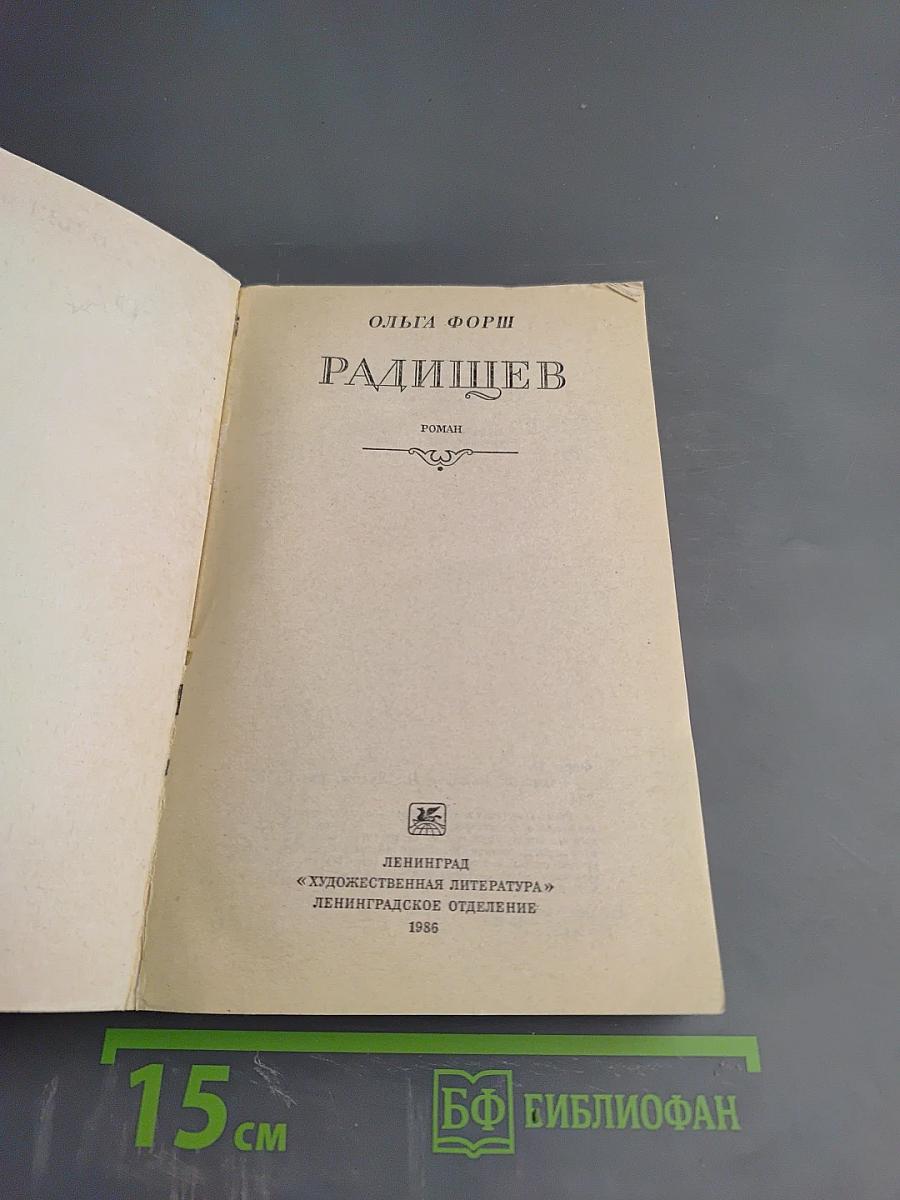 ОЛЬГА ФОРШ
РАДИЩЕВ
РОМАН
ЛЕНИНГРАД
«ХУДОЖЕСТВЕННАЯ ЛИТЕРАТУРА»
ЛЕНИНГРАДСКОЕ ОТДЕЛЕНИЕ
1986
15 см
БФ БИБЛИОФАН